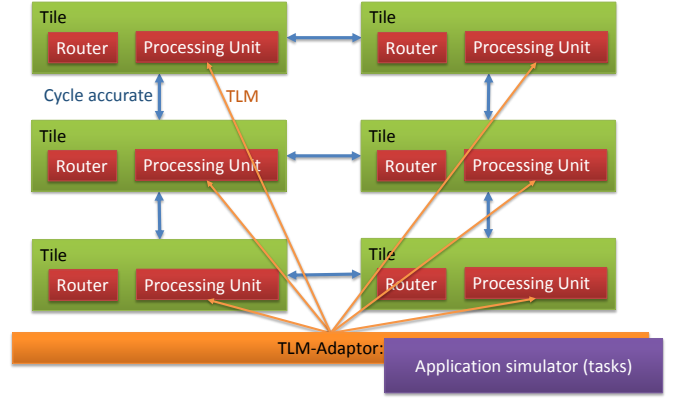 Tile
Tile
Router
Processing Unit
Router
Processing Unit
Cycle accurate
TLM
Tile
Tile
Router
Processing Unit
Router
Processing Unit
Tile
Tile
Router
Processing Unit
Router
Processing Unit
TLM-Adaptor:
Application simulator (tasks)